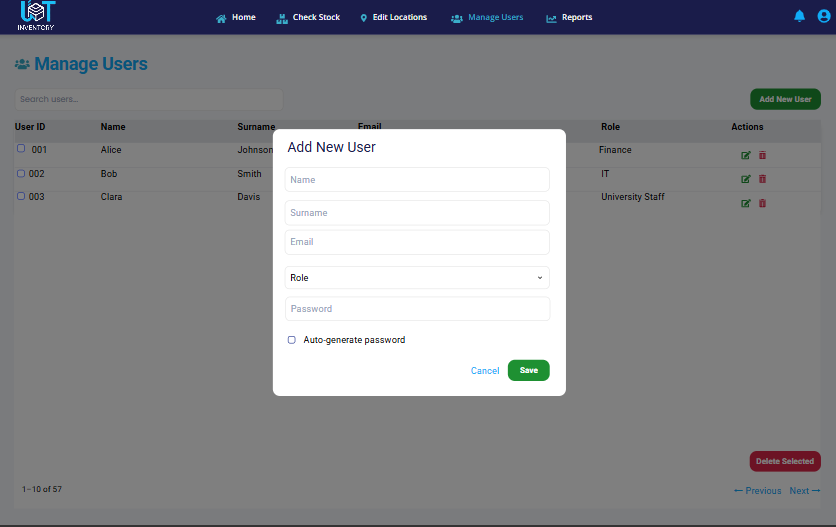 UOT
INVENTORY
Home Check Stock Edit Locations Manage Users Reports
Manage Users
Search users...
Add New User
User ID Name Surname Email Role Actions
001 Alice Johnson Finance
002 Bob Smith IT
003 Clara Davis University Staff
Add New User
Name
Surname
Email
Role
Password
Auto-generate password
Cancel Save
Delete Selected
1–10 of 57
← Previous Next →